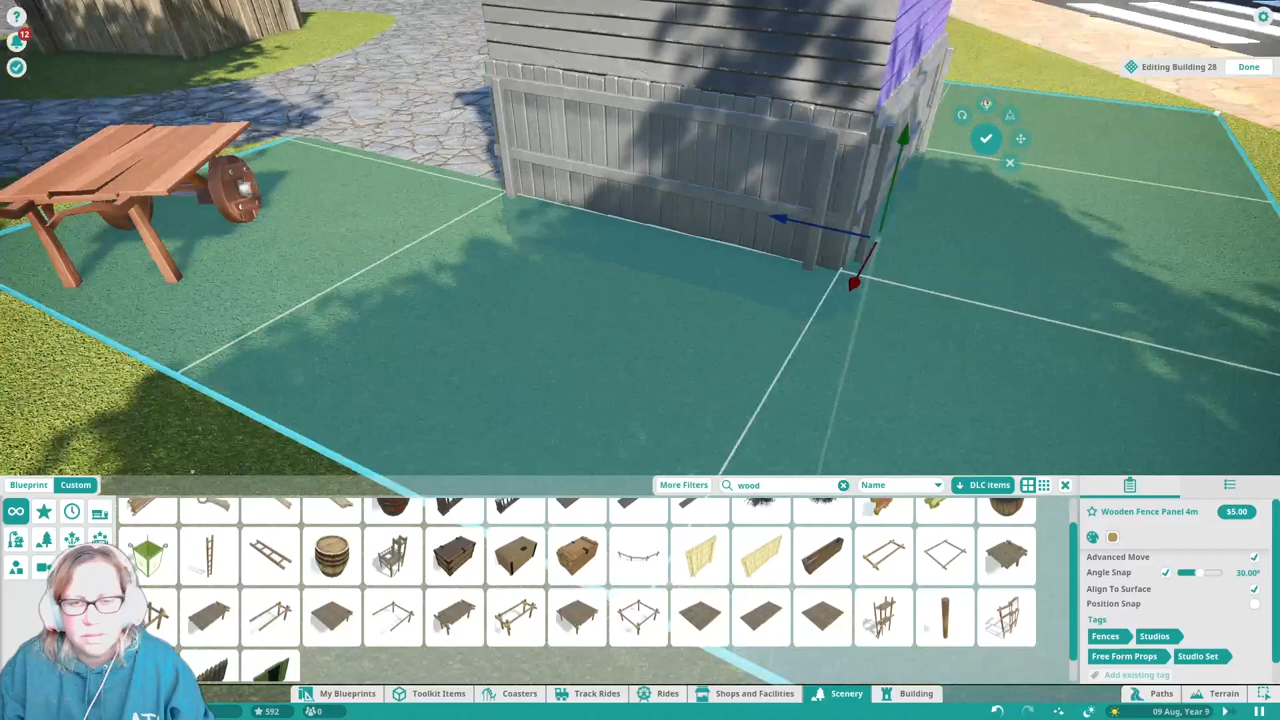 ?
12
Editing Building 28
Done
Blueprint
Custom
More Filters
wood
Name
DLC items
Wooden Fence Panel 4m
$5.00
Advanced Move
Angle Snap
30.00°
Align To Surface
Position Snap
Tags
Fences
Studios
Free Form Props
Studio Set
Add existing tag
My Blueprints
Toolkit Items
Coasters
Track Rides
Rides
Shops and Facilities
Scenery
Building
Paths
Terrain
592
0
09 Aug, Year 9